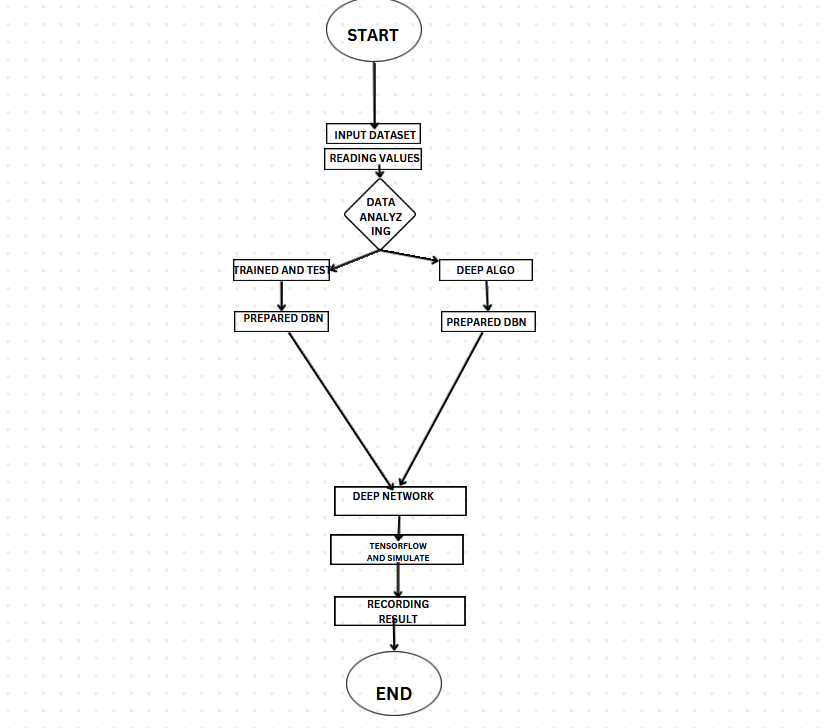 START
INPUT DATASET
READING VALUES
DATA
ANALYZ
ING
TRAINED AND TEST
DEEP ALGO
PREPARED DBN
PREPARED DBN
DEEP NETWORK
TENSORFLOW
AND SIMULATE
RECORDING
RESULT
END